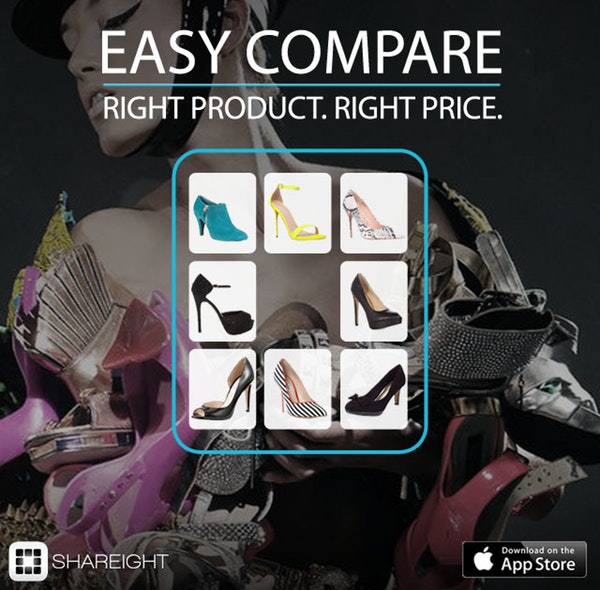 EASY COMPARE
RIGHT PRODUCT. RIGHT PRICE.
SHAREIGHT
Download on the
App Store